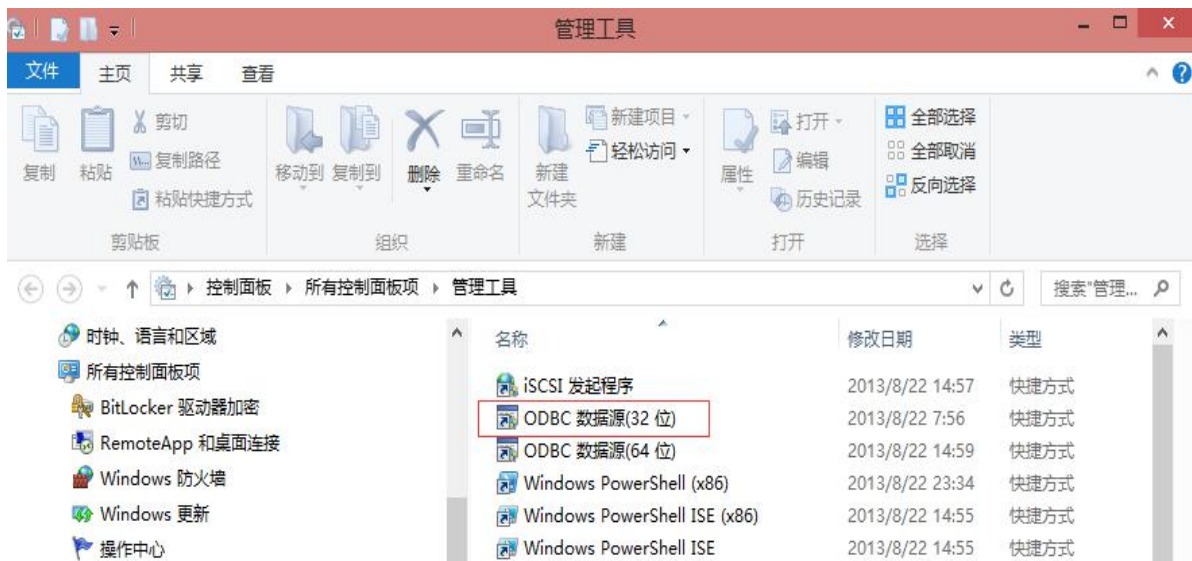 管理工具
文件 主页 共享 查看
复制
粘贴
剪切
复制路径
粘贴快捷方式
剪贴板
移动到 复制到 删除 重命名
组织
新建
文件夹
新建项目
轻松访问
新建
属性
打开
编辑
历史记录
打开
全部选择
全部取消
反向选择
选择
控制面板 所有控制面板项 管理工具
搜索"管理...
时钟、语言和区域
所有控制面板项
BitLocker 驱动器加密
RemoteApp 和桌面连接
Windows 防火墙
Windows 更新
操作中心
名称 修改日期 类型
iSCSI 发起程序 2013/8/22 14:57 快捷方式
ODBC 数据源(32 位) 2013/8/22 7:56 快捷方式
ODBC 数据源(64 位) 2013/8/22 14:59 快捷方式
Windows PowerShell (x86) 2013/8/22 23:34 快捷方式
Windows PowerShell ISE (x86) 2013/8/22 14:55 快捷方式
Windows PowerShell ISE 2013/8/22 14:55 快捷方式